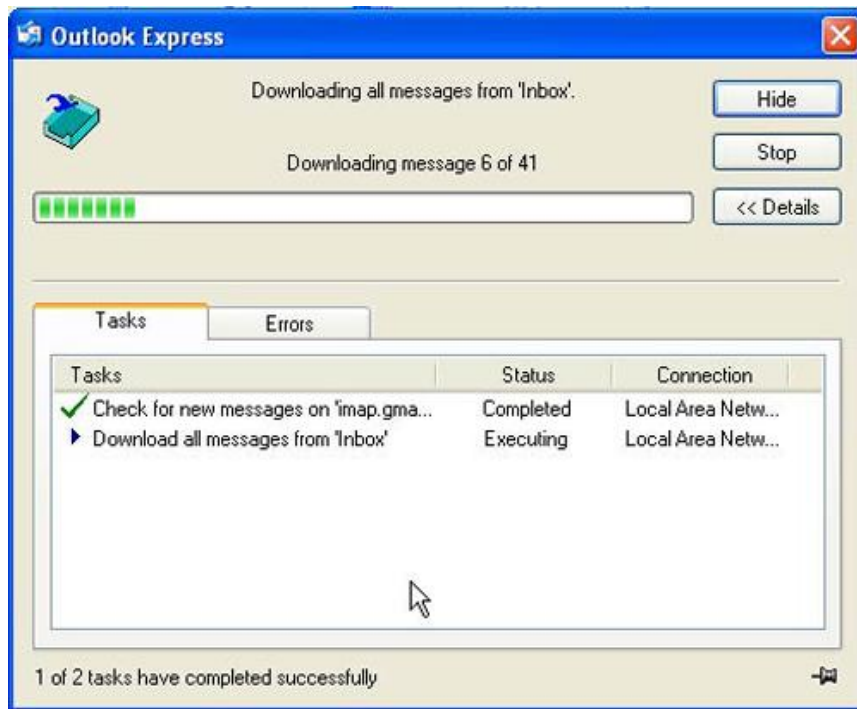 Outlook Express
Downloading all messages from 'Inbox'.
Hide
Downloading message 6 of 41
Stop
<< Details
Tasks Errors
Tasks Status Connection
Check for new messages on 'imap.gma... Completed Local Area Netw...
Download all messages from 'Inbox' Executing Local Area Netw...
1 of 2 tasks have completed successfully